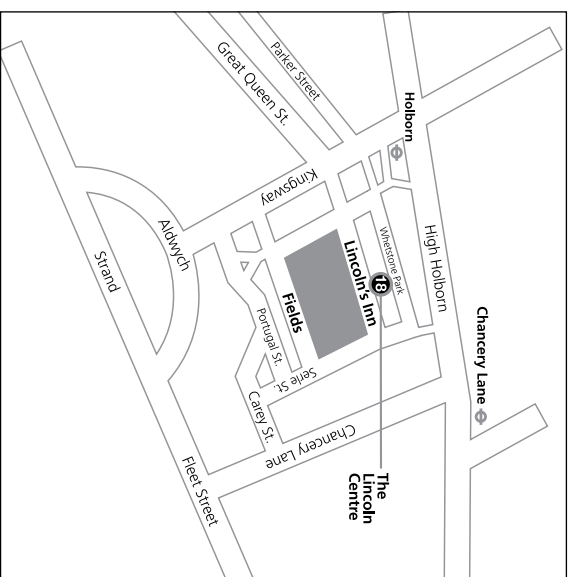 Parker Street
Great Queen St.
Holborn
Kingsway
High Holborn
Whetstone Park
Lincoln's Inn
Fields
18
Aldwych
Strand
Portugal St.
Serle St.
Carey St.
Chancery Lane
Chancery Lane
The
Lincoln
Centre
Fleet Street